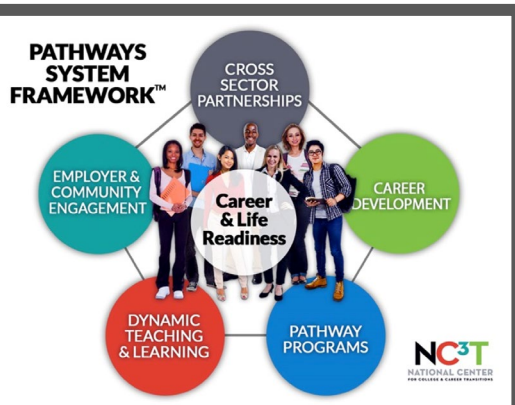 PATHWAYS
SYSTEM
FRAMEWORK™
CROSS
SECTOR
PARTNERSHIPS
EMPLOYER &
COMMUNITY
ENGAGEMENT
Career
& Life
Readiness
CAREER
DEVELOPMENT
DYNAMIC
TEACHING
& LEARNING
PATHWAY
PROGRAMS
NC³T
NATIONAL CENTER
FOR COLLEGE & CAREER TRANSITIONS